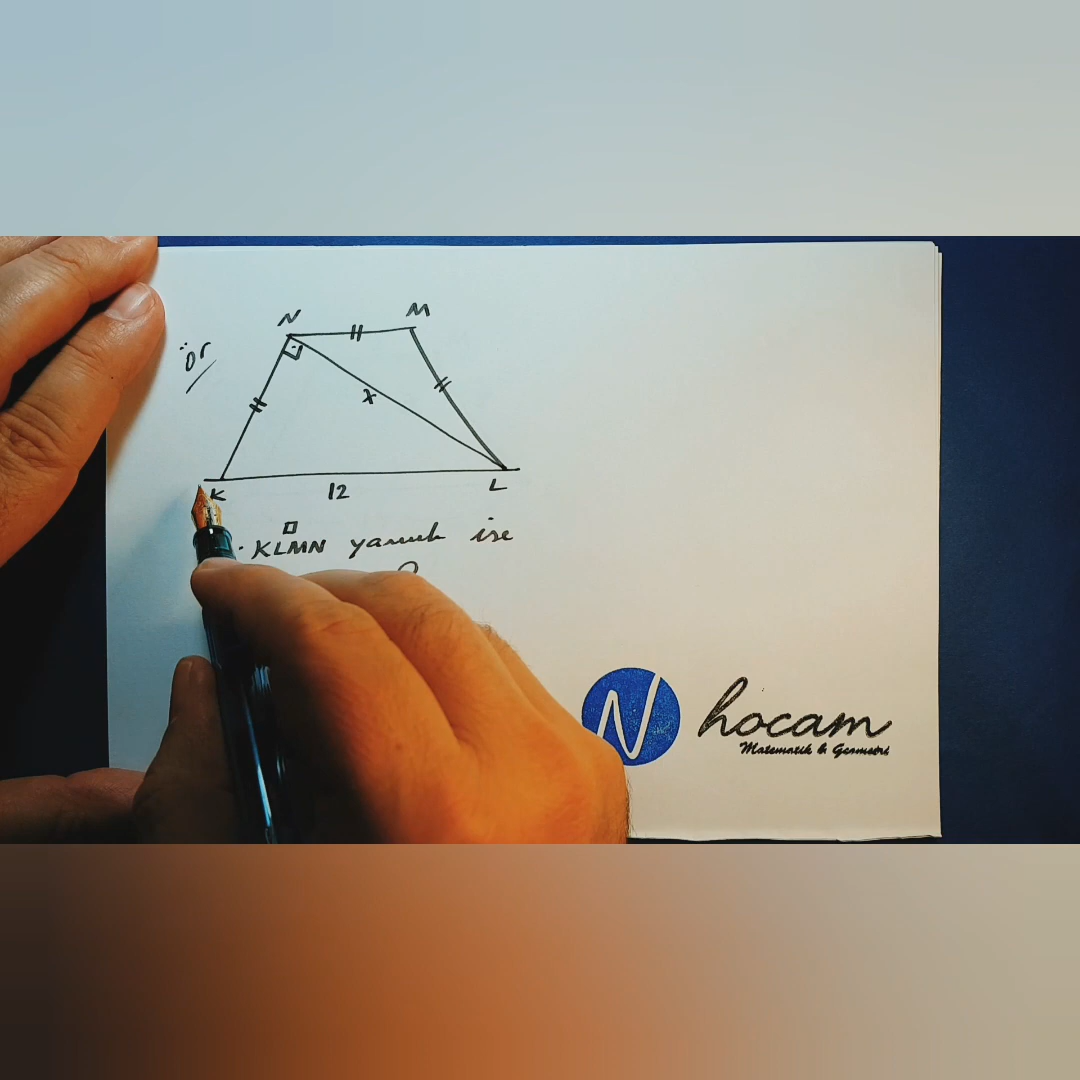 ör
N M
x
K 12 L
KLMN yamuk ise
N hocam
Matematik & Geometri